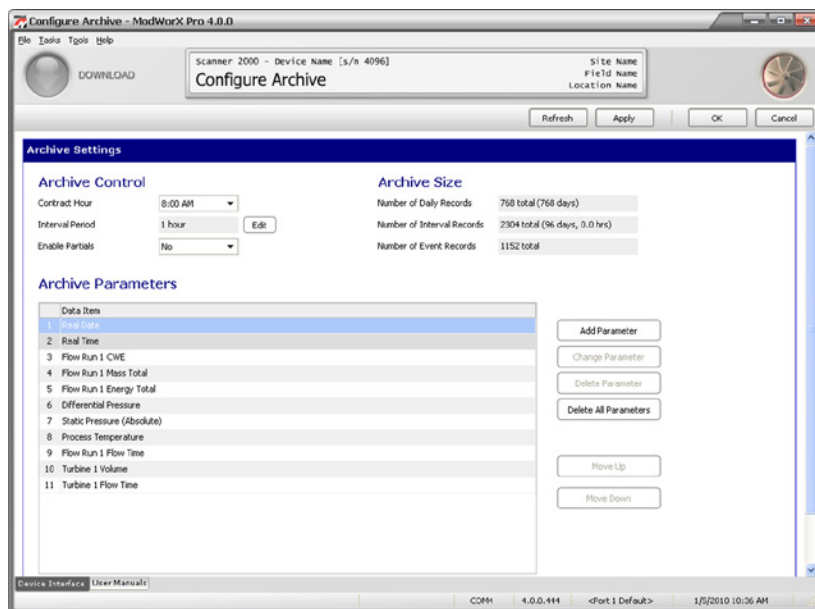 Configure Archive - ModWorX Pro 4.0.0
File Tasks Tools Help
DOWNLOAD
Scanner 2000 - Device Name [s/n 4096]
Configure Archive
Site Name
Field Name
Location Name
Refresh Apply OK Cancel
Archive Settings
Archive Control
Contract Hour 8:00 AM
Interval Period 1 hour Edit
Enable Partials No
Archive Size
Number of Daily Records 768 total (768 days)
Number of Interval Records 2304 total (96 days, 0.0 hrs)
Number of Event Records 1152 total
Archive Parameters
Data Item
1 Real Date
2 Real Time
3 Flow Run 1 CWE
4 Flow Run 1 Mass Total
5 Flow Run 1 Energy Total
6 Differential Pressure
7 Static Pressure (Absolute)
8 Process Temperature
9 Flow Run 1 Flow Time
10 Turbine 1 Volume
11 Turbine 1 Flow Time
Add Parameter
Change Parameter
Delete Parameter
Delete All Parameters
Move Up
Move Down
Device Interface User Manuals
COM4 4.0.0.444 <Port 1 Default> 1/5/2010 10:36 AM